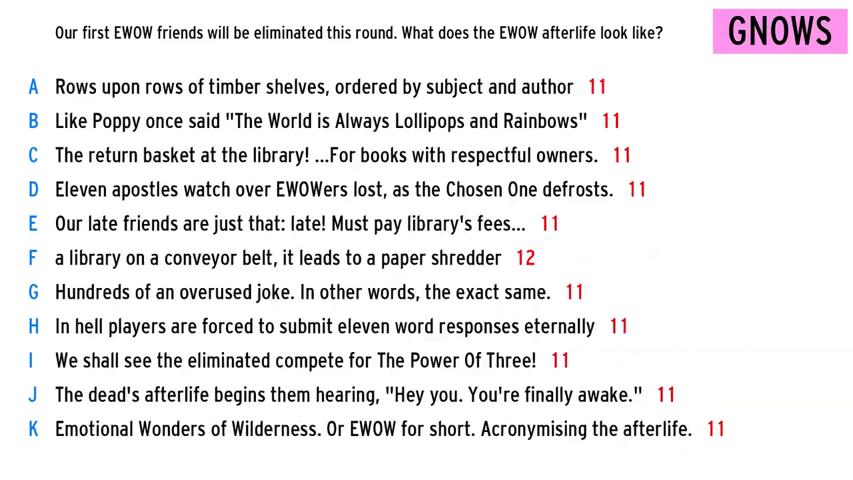 Our first EWOW friends will be eliminated this round. What does the EWOW afterlife look like?
GNOWS
A Rows upon rows of timber shelves, ordered by subject and author 11
B Like Poppy once said "The World is Always Lollipops and Rainbows" 11
C The return basket at the library! ...For books with respectful owners. 11
D Eleven apostles watch over EWOWers lost, as the Chosen One defrosts. 11
E Our late friends are just that: late! Must pay library's fees... 11
F a library on a conveyor belt, it leads to a paper shredder 12
G Hundreds of an overused joke. In other words, the exact same. 11
H In hell players are forced to submit eleven word responses eternally 11
I We shall see the eliminated compete for The Power Of Three! 11
J The dead's afterlife begins them hearing, "Hey you. You're finally awake." 11
K Emotional Wonders of Wilderness. Or EWOW for short. Acronymising the afterlife. 11